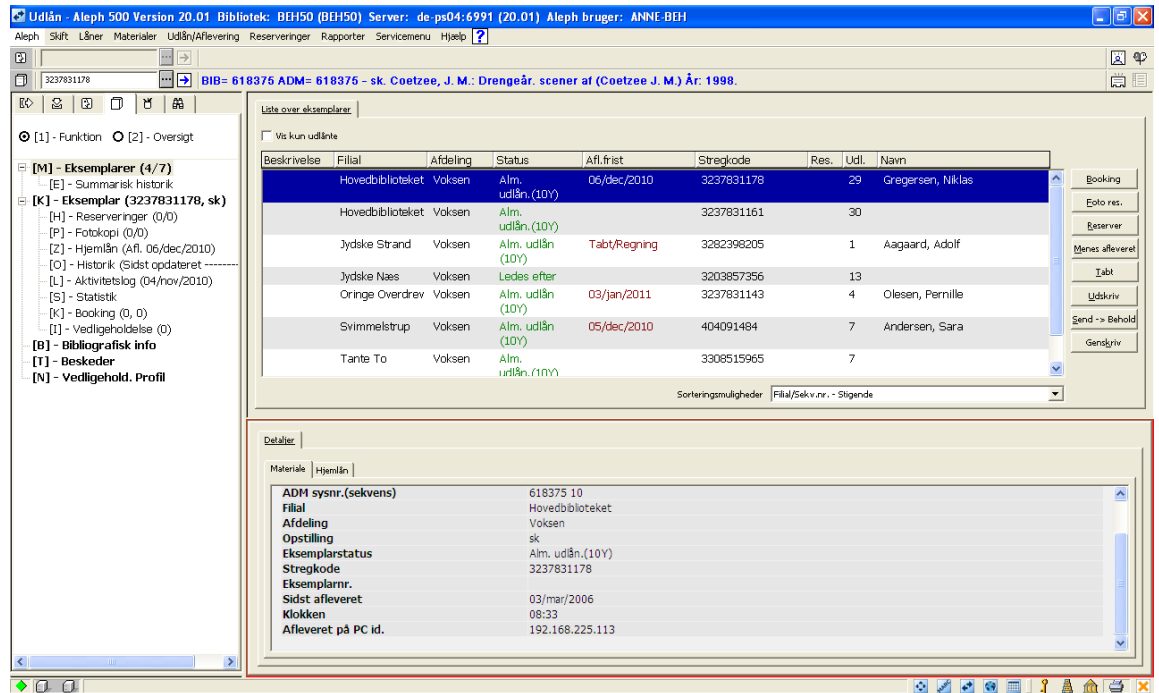 Udlån - Aleph 500 Version 20.01 Bibliotek: BEH50 (BEH50) Server: de-ps04:6991 (20.01) Aleph bruger: ANNE-BEH
Aleph Skift Låner Materialer Udlån/Aflevering Reserveringer Rapporter Servicemenu Hjælp ?
3237831178 BIB= 618375 ADM= 618375 - sk. Coetzee, J. M.: Drengeår. scener af (Coetzee J. M.) År: 1998.
[1] - Funktion [2] - Oversigt
[M] - Eksemplarer (4/7)
[E] - Summarisk historik
[K] - Eksemplar (3237831178, sk)
[H] - Reserveringer (0/0)
[P] - Fotokopi (0/0)
[Z] - Hjemlån (Afl. 06/dec/2010)
[O] - Historik (Sidst opdateret --------
[L] - Aktivitetslog (04/nov/2010)
[S] - Statistik
[K] - Booking (0, 0)
[I] - Vedligeholdelse (0)
[B] - Bibliografisk info
[T] - Beskeder
[N] - Vedligehold. Profil
Liste over eksemplarer
Vis kun udlånte
Beskrivelse Filial Afdeling Status Afl.frist Stregkode Res. Udl. Navn
Hovedbiblioteket Voksen Alm. 06/dec/2010 3237831178 29 Gregersen, Niklas
udlån.(10Y)
Hovedbiblioteket Voksen Alm. 3237831161 30
udlån.(10Y)
Jydske Strand Voksen Alm. udlån Tabt/Regning 3282398205 1 Aagaard, Adolf
(10Y)
Jydske Næs Voksen Ledes efter 3203857356 13
Oringe Overdrev Voksen Alm. udlån 03/jan/2011 3237831143 4 Olesen, Pernille
(10Y)
Svimmelstrup Voksen Alm. udlån 05/dec/2010 404091484 7 Andersen, Sara
(10Y)
Tante To Voksen Alm. 3308515965 7
udlån.(10Y)
Booking
Foto res.
Reserver
Menes afleveret
Tabt
Udskriv
Send -> Behold
Genskriv
Sorteringsmuligheder Filial/Sekv.nr. - Stigende
Detaljer
Materiale Hjemlån
ADM sysnr.(sekvens) 618375 10
Filial Hovedbiblioteket
Afdeling Voksen
Opstilling sk
Eksemplarstatus Alm. udlån.(10Y)
Stregkode 3237831178
Eksemplarnr.
Sidst afleveret 03/mar/2006
Klokken 08:33
Afleveret på PC id. 192.168.225.113